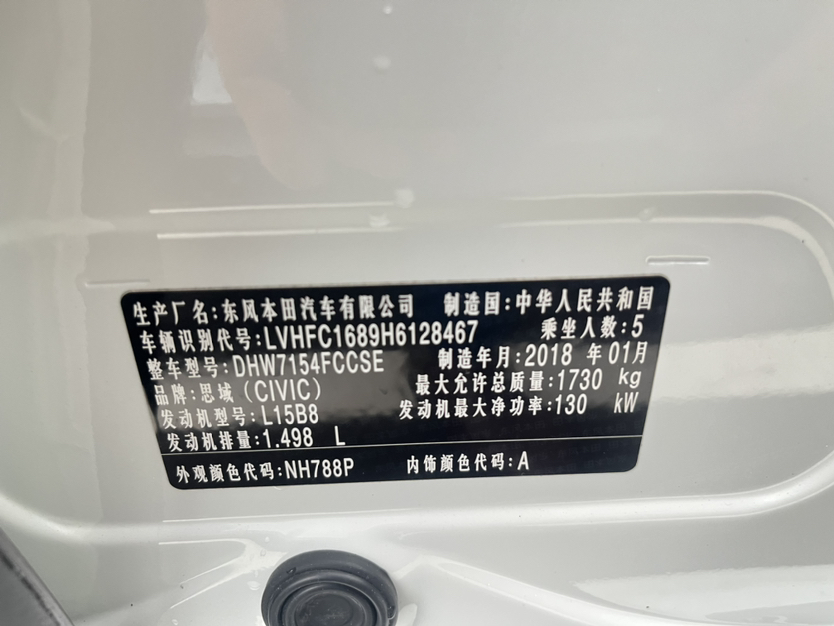 生产厂名:东风本田汽车有限公司 制造国:中华人民共和国
车辆识别代号:LVHFC1689H6128467 乘坐人数:5
整车型号:DHW7154FCCSE 制造年月:2018 年 01月
品牌:思域(CIVIC) 最大允许总质量:1730 kg
发动机型号:L15B8 发动机最大净功率:130 kW
发动机排量:1.498 L
外观颜色代码:NH788P 内饰颜色代码:A